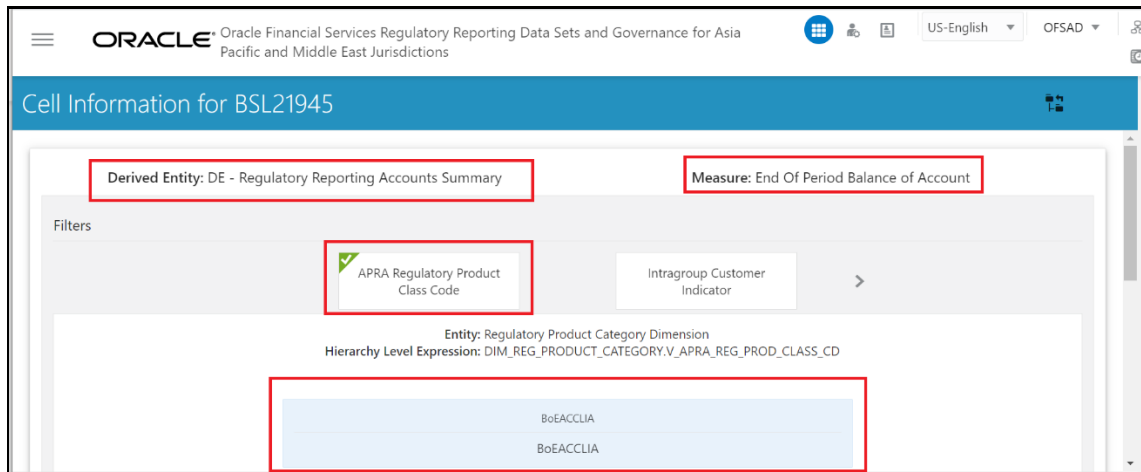 ORACLE® Oracle Financial Services Regulatory Reporting Data Sets and Governance for Asia
Pacific and Middle East Jurisdictions
US-English
OFSAD
Cell Information for BSL21945
Derived Entity: DE - Regulatory Reporting Accounts Summary
Measure: End Of Period Balance of Account
Filters
APRA Regulatory Product
Class Code
Intragroup Customer
Indicator
Entity: Regulatory Product Category Dimension
Hierarchy Level Expression: DIM_REG_PRODUCT_CATEGORY.V_APRA_REG_PROD_CLASS_CD
BoEACCLIA
BoEACCLIA